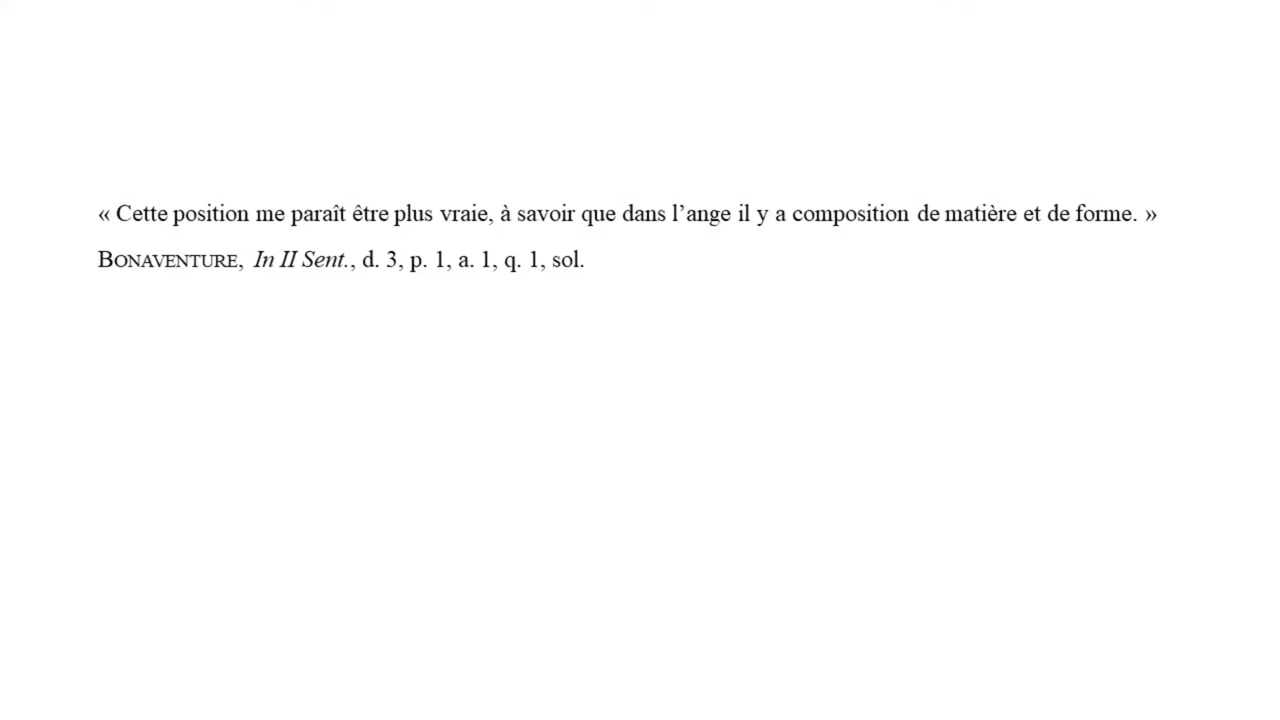 « Cette position me paraît être plus vraie, à savoir que dans l’ange il y a composition de matière et de forme. »
BONAVENTURE, In II Sent., d. 3, p. 1, a. 1, q. 1, sol.